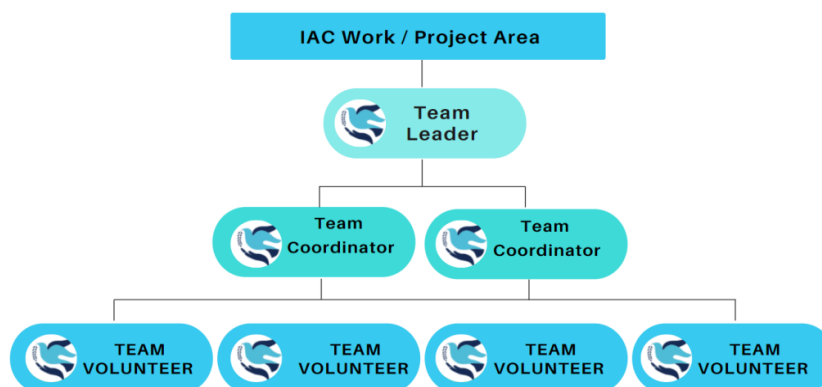 IAC Work / Project Area
Team
Leader
Team
Coordinator
Team
Coordinator
TEAM
VOLUNTEER
TEAM
VOLUNTEER
TEAM
VOLUNTEER
TEAM
VOLUNTEER